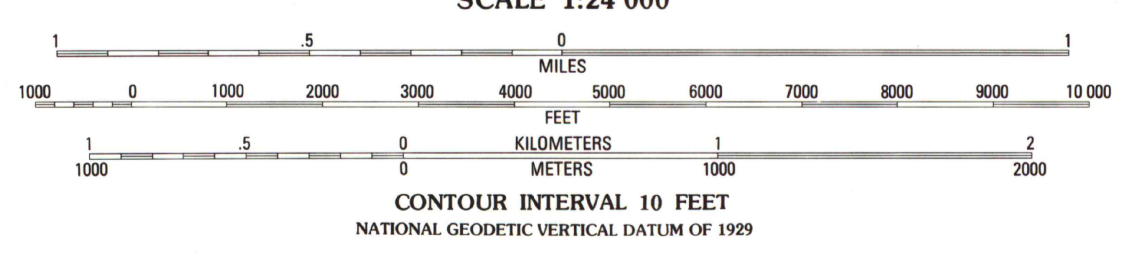 SCALE 1:24 000
1 .5 0 1
MILES
1000 0 1000 2000 3000 4000 5000 6000 7000 8000 9000 10 000
FEET
1 .5 0 KILOMETERS 1 2
1000 0 METERS 1000 2000
CONTOUR INTERVAL 10 FEET
NATIONAL GEODETIC VERTICAL DATUM OF 1929